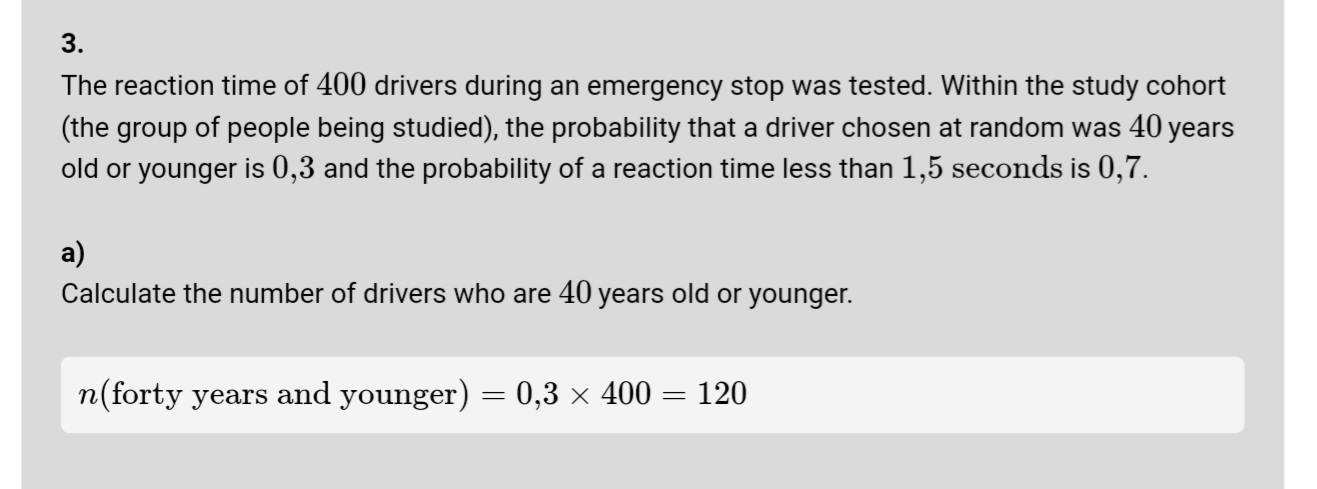 3.
The reaction time of 400 drivers during an emergency stop was tested. Within the study cohort
(the group of people being studied), the probability that a driver chosen at random was 40 years
old or younger is 0,3 and the probability of a reaction time less than 1,5 seconds is 0,7.
a)
Calculate the number of drivers who are 40 years old or younger.
n(forty years and younger) = 0,3 × 400 = 120